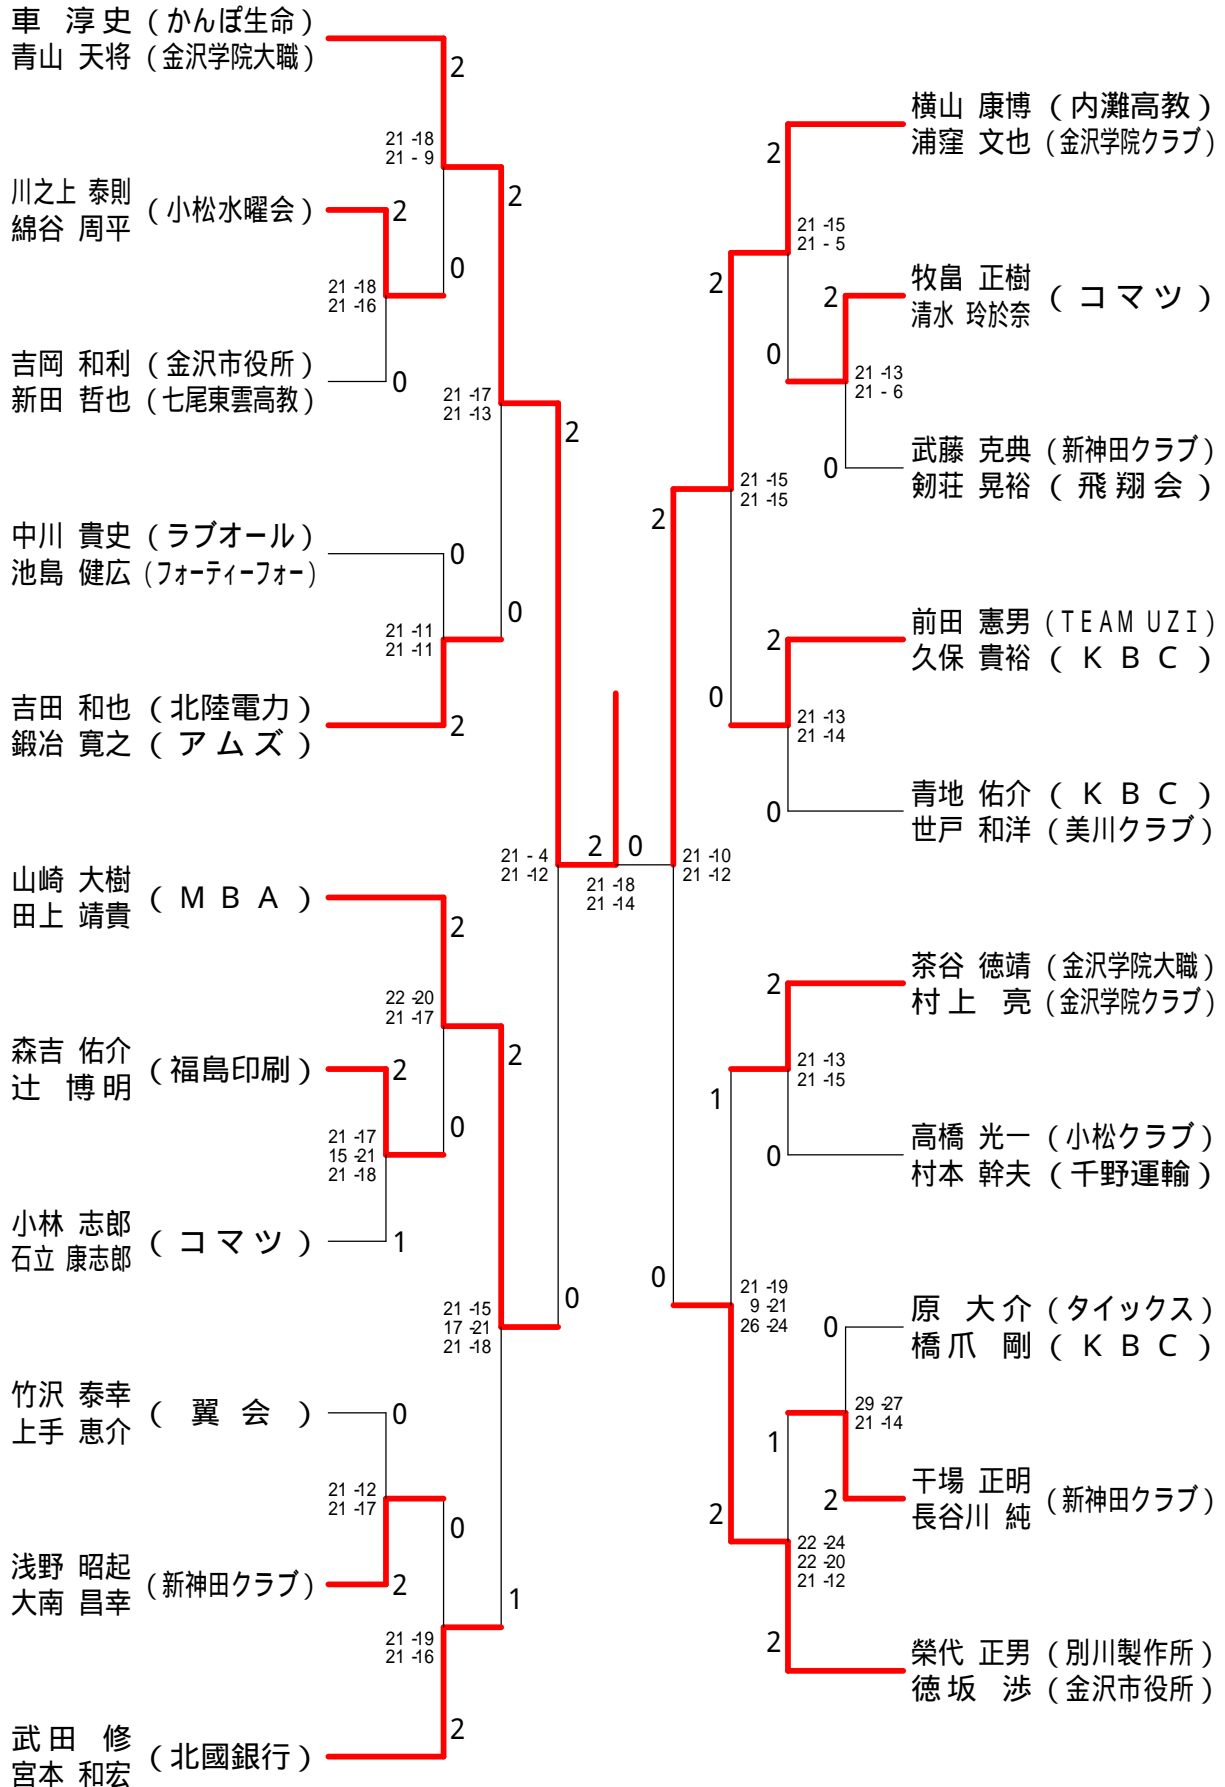 車 淳史 (かんぽ生命)
青山 天将 (金沢学院大職)
2
21-18
21-9
2
川之上 泰則
綿谷 周平
(小松水曜会)
2
0
21-18
21-16
吉岡 和利 (金沢市役所)
新田 哲也 (七尾東雲高教)
0
21-17
21-13
2
中川 貴史 (ラブオール)
池島 健広 (フォーティーフォー)
0
21-11
21-11
0
吉田 和也 (北陸電力)
鍛冶 寛之 (アムズ)
2
21-4
21-12
山崎 大樹
田上 靖貴
(MBA)
2
22-20
21-17
2
森吉 佑介
辻 博明
(福島印刷)
2
0
21-17
15-21
21-18
小林 志郎
石立 康志郎
(コマツ)
1
21-15
17-21
21-18
0
竹沢 泰幸
上手 恵介
(翼会)
0
21-12
21-17
0
浅野 昭起
大南 昌幸
(新神田クラブ)
2
1
21-19
21-16
武田 修
宮本 和宏
(北國銀行)
2
2 0
21-18
21-14
横山 康博 (内灘高教)
浦窪 文也 (金沢学院クラブ)
2
21-15
21-5
2
牧畠 正樹
清水 玲於奈
(コマツ)
2
0
21-13
21-6
武藤 克典 (新神田クラブ)
剱荘 晃裕 (飛翔会)
0
21-15
21-15
2
前田 憲男 (TEAM UZI)
久保 貴裕 (KBC)
2
0
21-13
21-14
青地 佑介 (KBC)
世戸 和洋 (美川クラブ)
0
21-10
21-12
茶谷 徳靖 (金沢学院大職)
村上 亮 (金沢学院クラブ)
2
21-13
21-15
1
高橋 光一 (小松クラブ)
村本 幹夫 (千野運輸)
0
0
21-19
9-21
26-24
原 大介 (タイックス)
橋爪 剛 (KBC)
0
29-27
21-14
1
干場 正明
長谷川 純
(新神田クラブ)
2
2
22-24
22-20
21-12
榮代 正男 (別川製作所)
徳坂 渉 (金沢市役所)
2